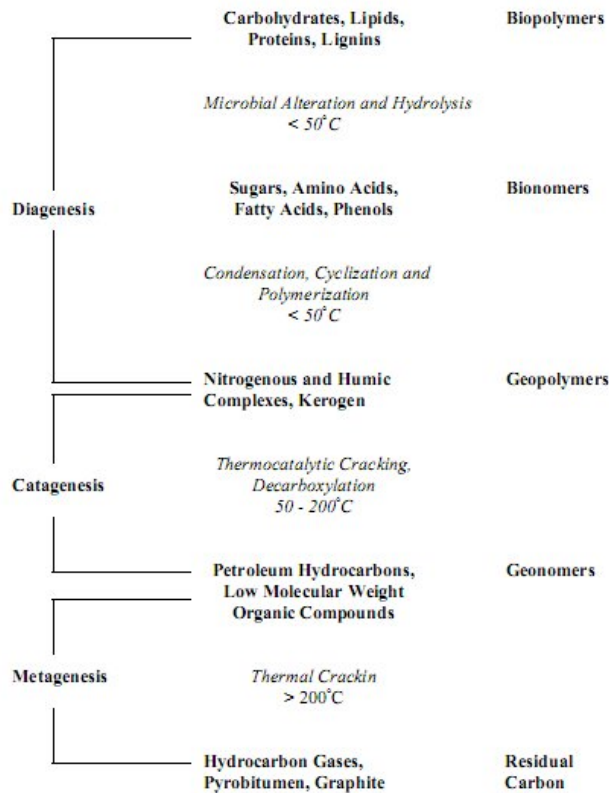 Carbohydrates, Lipids, Biopolymers
Proteins, Lignins
Microbial Alteration and Hydrolysis
< 50°C
Sugars, Amino Acids, Bionomers
Diagenesis
Fatty Acids, Phenols
Condensation, Cyclization and
Polymerization
< 50°C
Nitrogenous and Humic Geopolymers
Complexes, Kerogen
Thermocatalytic Cracking,
Catagenesis
Decarboxylation
50 - 200°C
Petroleum Hydrocarbons, Geonomers
Low Molecular Weight
Organic Compounds
Metagenesis
Thermal Crackin
> 200°C
Hydrocarbon Gases, Residual
Pyrobitumen, Graphite Carbon